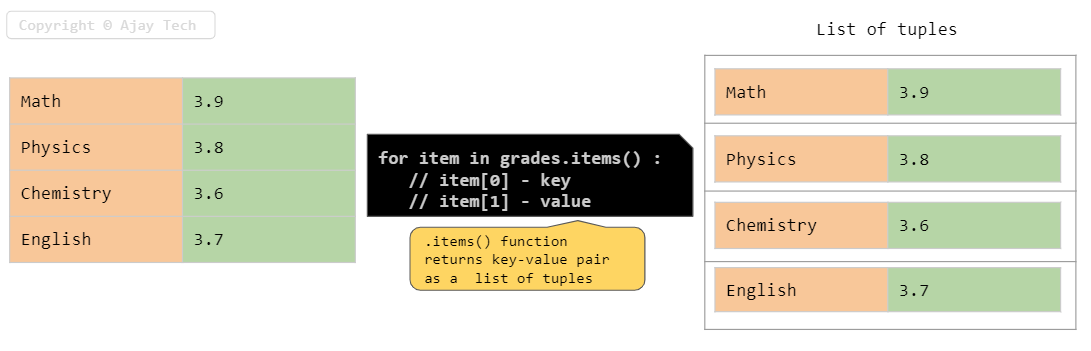 Copyright © Ajay Tech
List of tuples
Math 3.9
Physics 3.8
Chemistry 3.6
English 3.7
for item in grades.items() :
// item[0] - key
// item[1] - value
.items() function
returns key-value pair
as a list of tuples
Math 3.9
Physics 3.8
Chemistry 3.6
English 3.7